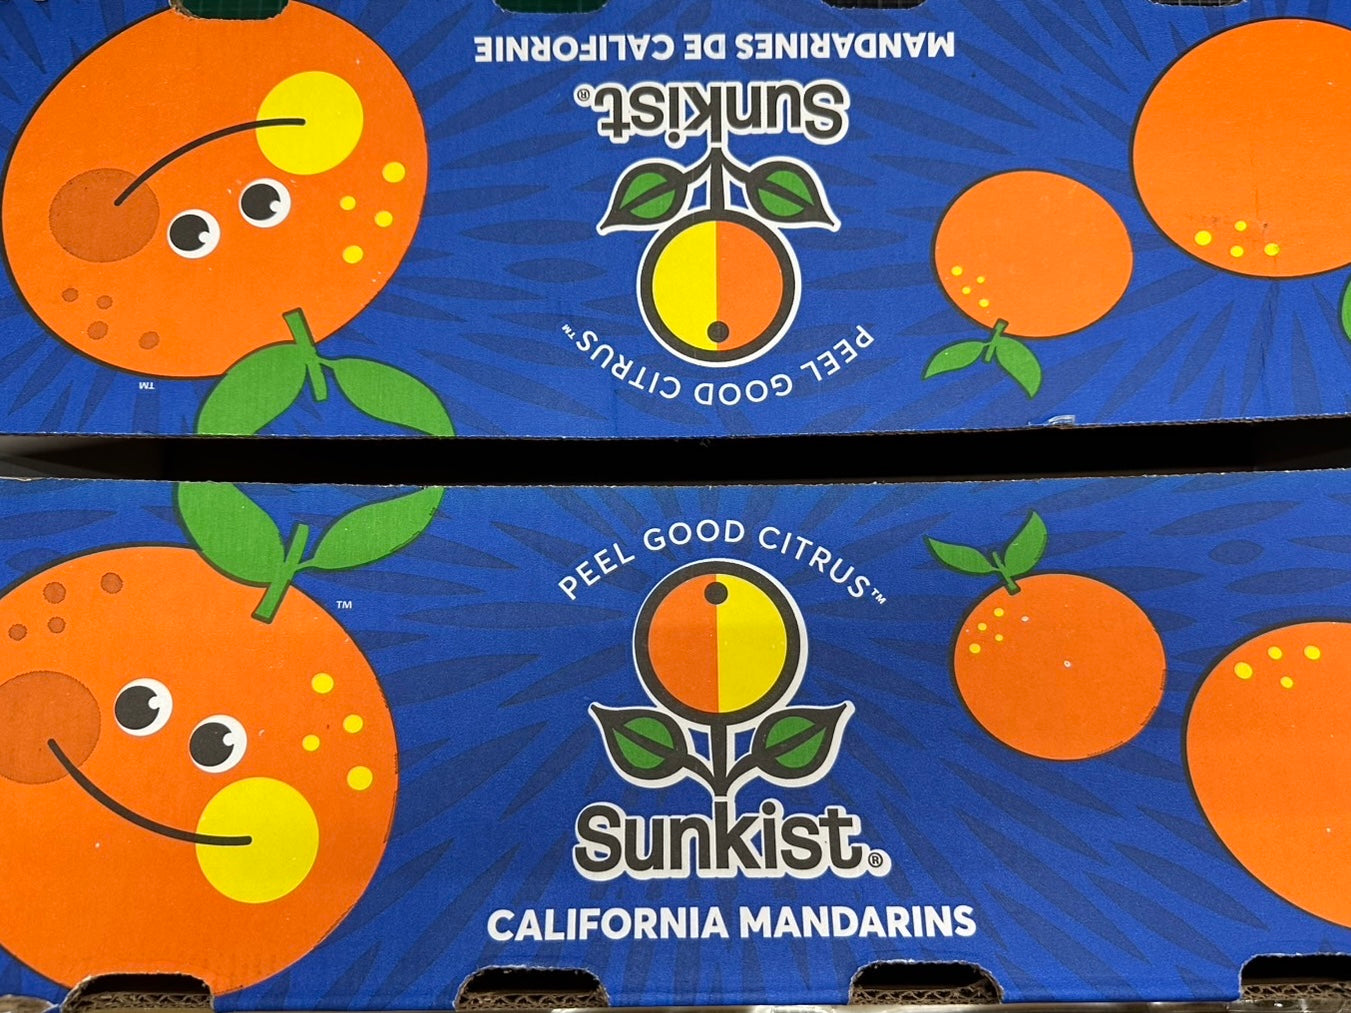 MANDARINES DE CALIFORNIE
Sunkist®
PEEL GOOD CITRUS™
TM
PEEL GOOD CITRUS™
TM
Sunkist®
CALIFORNIA MANDARINS